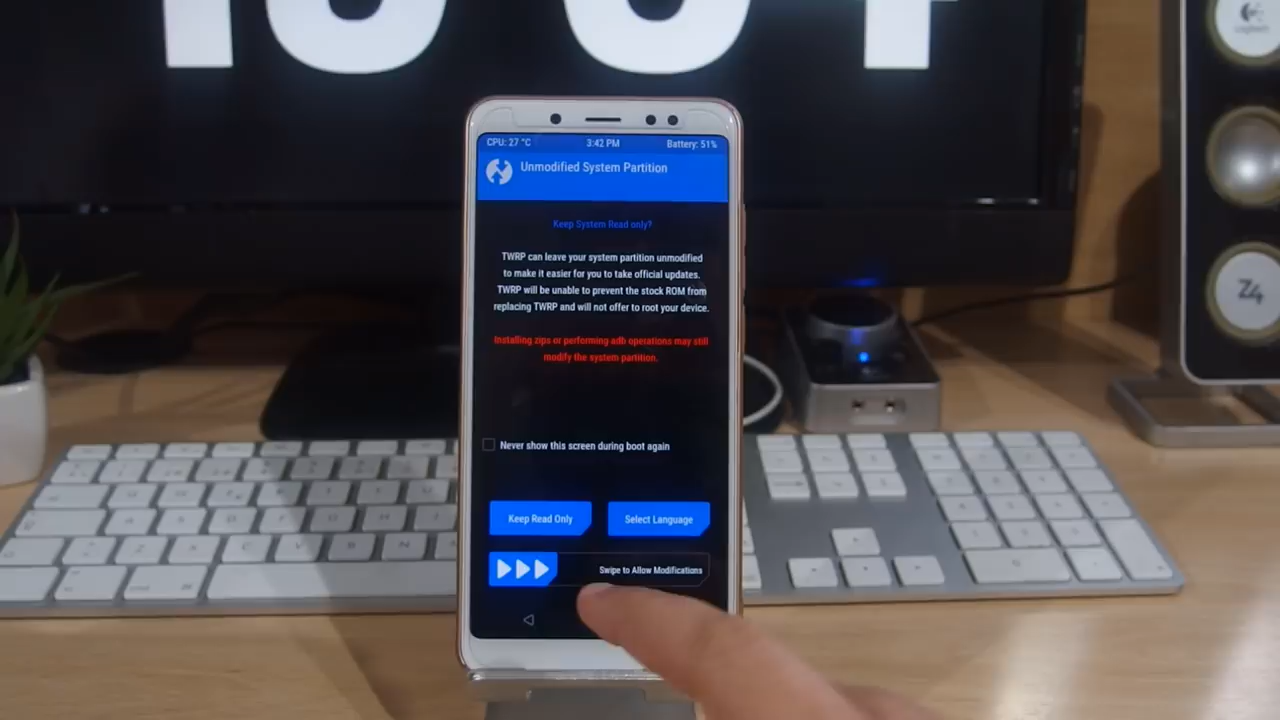 CPU: 27 °C 3:42 PM Battery: 51%
Unmodified System Partition
Keep System Read only?
TWRP can leave your system partition unmodified
to make it easier for you to take official updates.
TWRP will be unable to prevent the stock ROM from
replacing TWRP and will not offer to root your device.
Installing zips or performing adb operations may still
modify the system partition.
Never show this screen during boot again
Keep Read Only Select Language
Swipe to Allow Modifications
Logitech
Z4